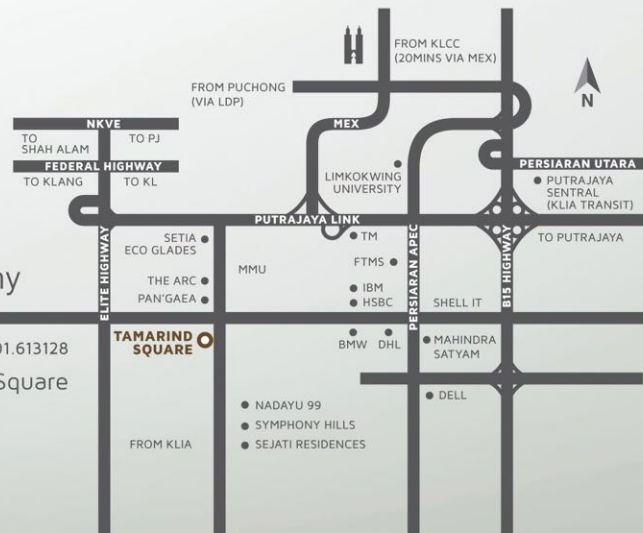 FROM KLCC
(20MINS VIA MEX)
N
FROM PUCHONG
(VIA LDP)
NKVE
TO
SHAH ALAM
TO PJ
MEX
FEDERAL HIGHWAY
TO KLANG
TO KL
LIMKOKWING
UNIVERSITY
PERSIARAN UTARA
PUTRAJAYA
SENTRAL
(KLIA TRANSIT)
PUTRAJAYA LINK
SETIA
ECO GLADES
TM
TO PUTRAJAYA
ELITE HIGHWAY
MMU
FTMS
PERSIARAN APEC
B15 HIGHWAY
THE ARC
PAN'GAEA
IBM
HSBC
SHELL IT
TAMARIND
SQUARE
BMW
DHL
MAHINDRA
SATYAM
01.613128
Square
DELL
NADAYU 99
SYMPHONY HILLS
SEJATI RESIDENCES
FROM KLIA